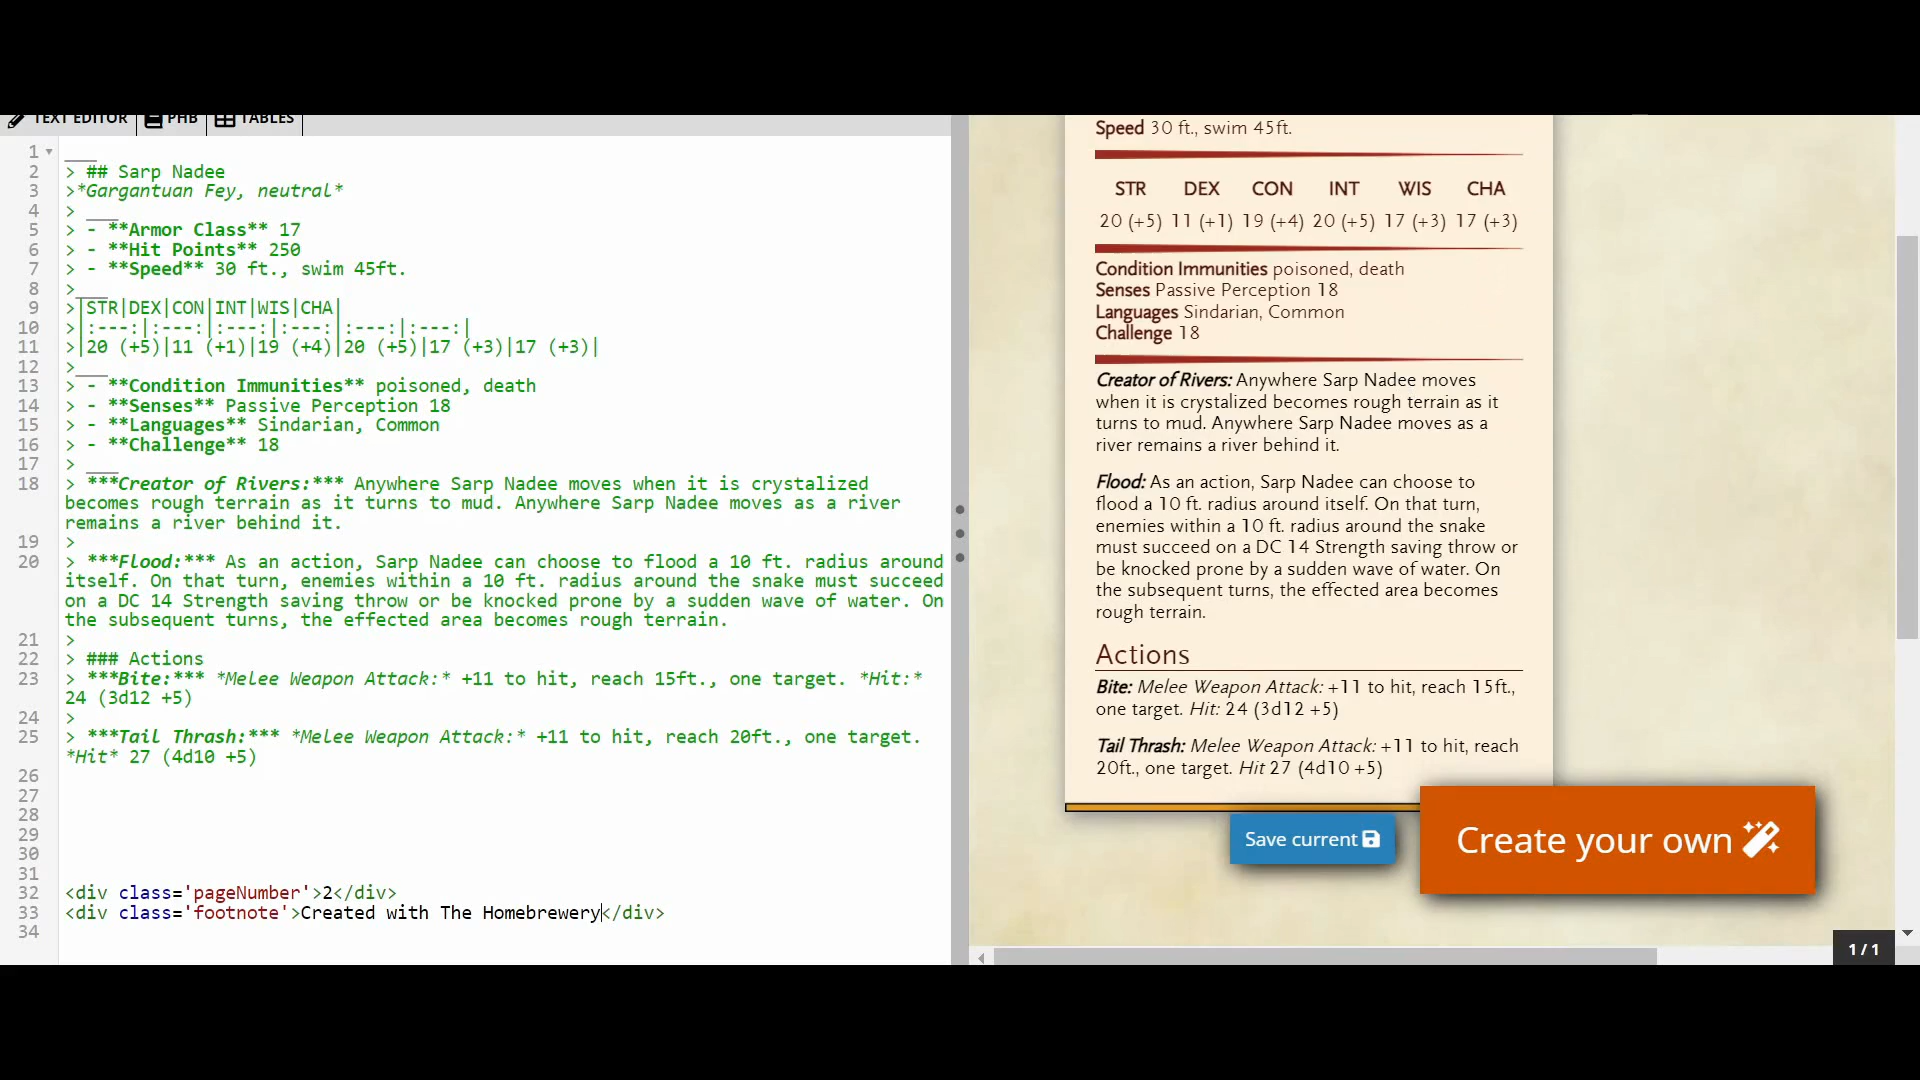 TEXT EDITOR PHB TABLES
1
2 > ## Sarp Nadee
3 >*Gargantuan Fey, neutral*
4 > ___
5 > - **Armor Class** 17
6 > - **Hit Points** 250
7 > - **Speed** 30 ft., swim 45ft.
8 >___
9 >|STR|DEX|CON|INT|WIS|CHA|
10 >|:---:|:---:|:---:|:---:|:---:|:---:|
11 >|20 (+5)|11 (+1)|19 (+4)|20 (+5)|17 (+3)|17 (+3)|
12 >___
13 > - **Condition Immunities** poisoned, death
14 > - **Senses** Passive Perception 18
15 > - **Languages** Sindarian, Common
16 > - **Challenge** 18
17 > ___
18 > ***Creator of Rivers:*** Anywhere Sarp Nadee moves when it is crystalized
becomes rough terrain as it turns to mud. Anywhere Sarp Nadee moves as a river
remains a river behind it.
19 >
20 > ***Flood:*** As an action, Sarp Nadee can choose to flood a 10 ft. radius around
itself. On that turn, enemies within a 10 ft. radius around the snake must succeed
on a DC 14 Strength saving throw or be knocked prone by a sudden wave of water. On
the subsequent turns, the effected area becomes rough terrain.
21 >
22 > ### Actions
23 > ***Bite:*** *Melee Weapon Attack:* +11 to hit, reach 15ft., one target. *Hit:*
24 (3d12 +5)
24 >
25 > ***Tail Thrash:*** *Melee Weapon Attack:* +11 to hit, reach 20ft., one target.
*Hit* 27 (4d10 +5)
26
27
28
29
30
31
32 <div class='pageNumber'>2</div>
33 <div class='footnote'>Created with The Homebrewery</div>
34
Speed 30 ft., swim 45ft.
STR DEX CON INT WIS CHA
20 (+5) 11 (+1) 19 (+4) 20 (+5) 17 (+3) 17 (+3)
Condition Immunities poisoned, death
Senses Passive Perception 18
Languages Sindarian, Common
Challenge 18
Creator of Rivers: Anywhere Sarp Nadee moves
when it is crystalized becomes rough terrain as it
turns to mud. Anywhere Sarp Nadee moves as a
river remains a river behind it.
Flood: As an action, Sarp Nadee can choose to
flood a 10 ft. radius around itself. On that turn,
enemies within a 10 ft. radius around the snake
must succeed on a DC 14 Strength saving throw or
be knocked prone by a sudden wave of water. On
the subsequent turns, the effected area becomes
rough terrain.
Actions
Bite: Melee Weapon Attack: +11 to hit, reach 15ft.,
one target. Hit: 24 (3d12 +5)
Tail Thrash: Melee Weapon Attack: +11 to hit, reach
20ft., one target. Hit 27 (4d10 +5)
Save current
Create your own
1 / 1